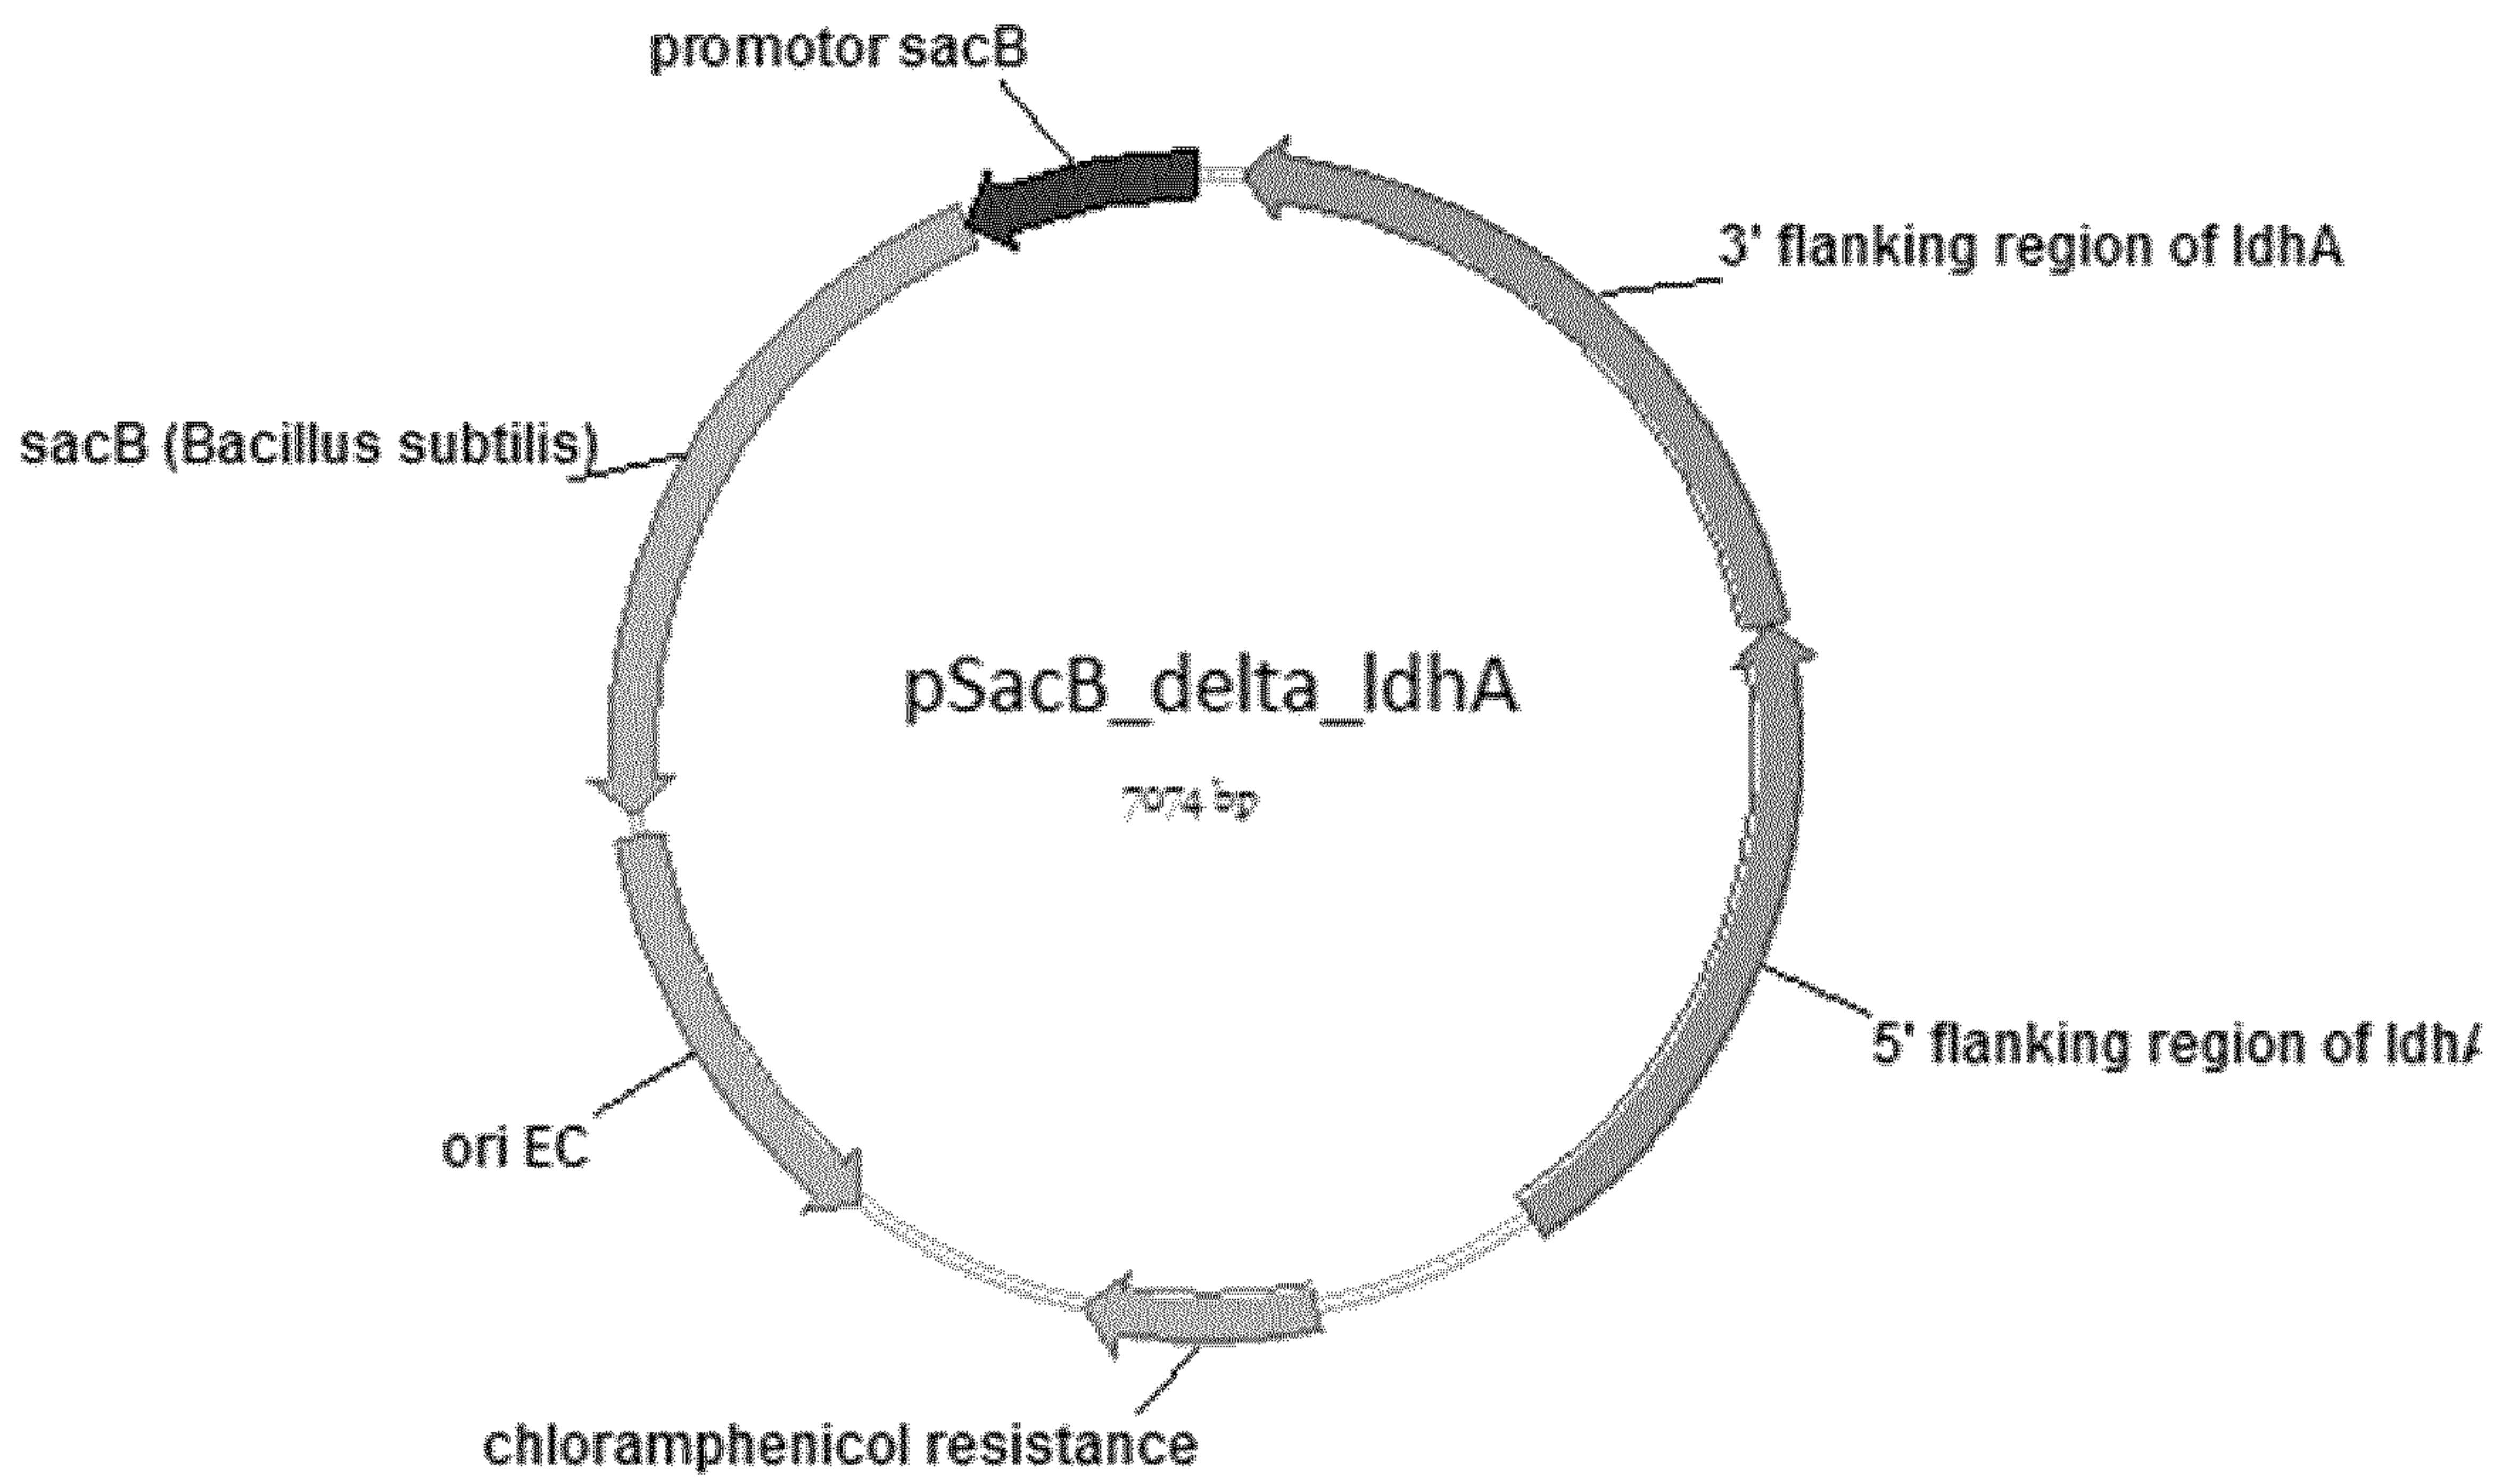 promotor sacB
3' flanking region of ldhA
sacB (Bacillus subtilis)
pSacB_delta_ldhA
7074 bp
5' flanking region of ldhA
ori EC
chloramphenicol resistance